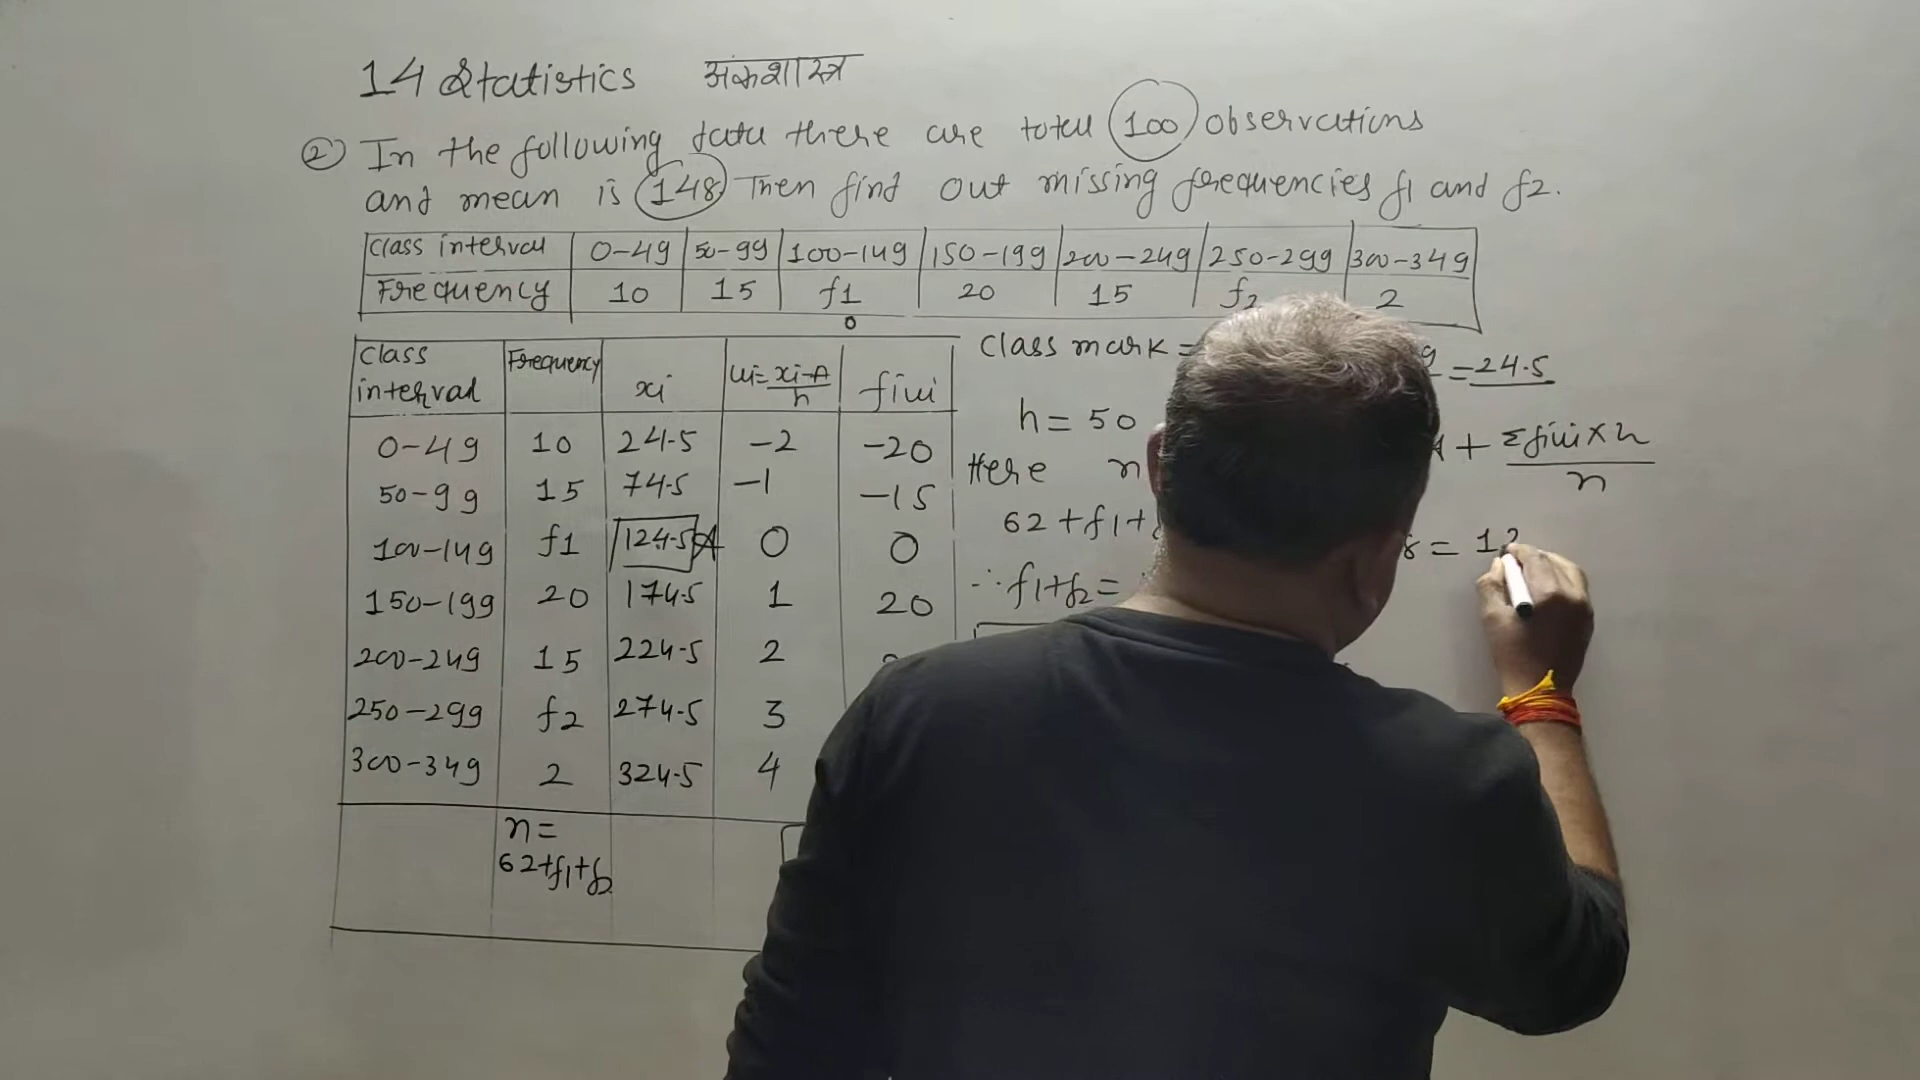 14 Statistics अंकशास्त्र
② In the following data there are total 100 observations
and mean is 148. Then find out missing frequencies f1 and f2.
Class interval 0-49 50-99 100-149 150-199 200-249 250-299 300-349
Frequency 10 15 f1 20 15 f2 2
0
Class interval Frequency xi ui = xi-A / h fiui
0-49 10 24.5 -2 -20
50-99 15 74.5 -1 -15
100-149 f1 124.5 A 0 0
150-199 20 174.5 1 20
200-249 15 224.5 2
250-299 f2 274.5 3
300-349 2 324.5 4
n =
62+f1+f2
Class mark =
= 24.5
h = 50
+ Σfiui × h / n
Here n
62 + f1 +
= 12
∴ f1+f2 =